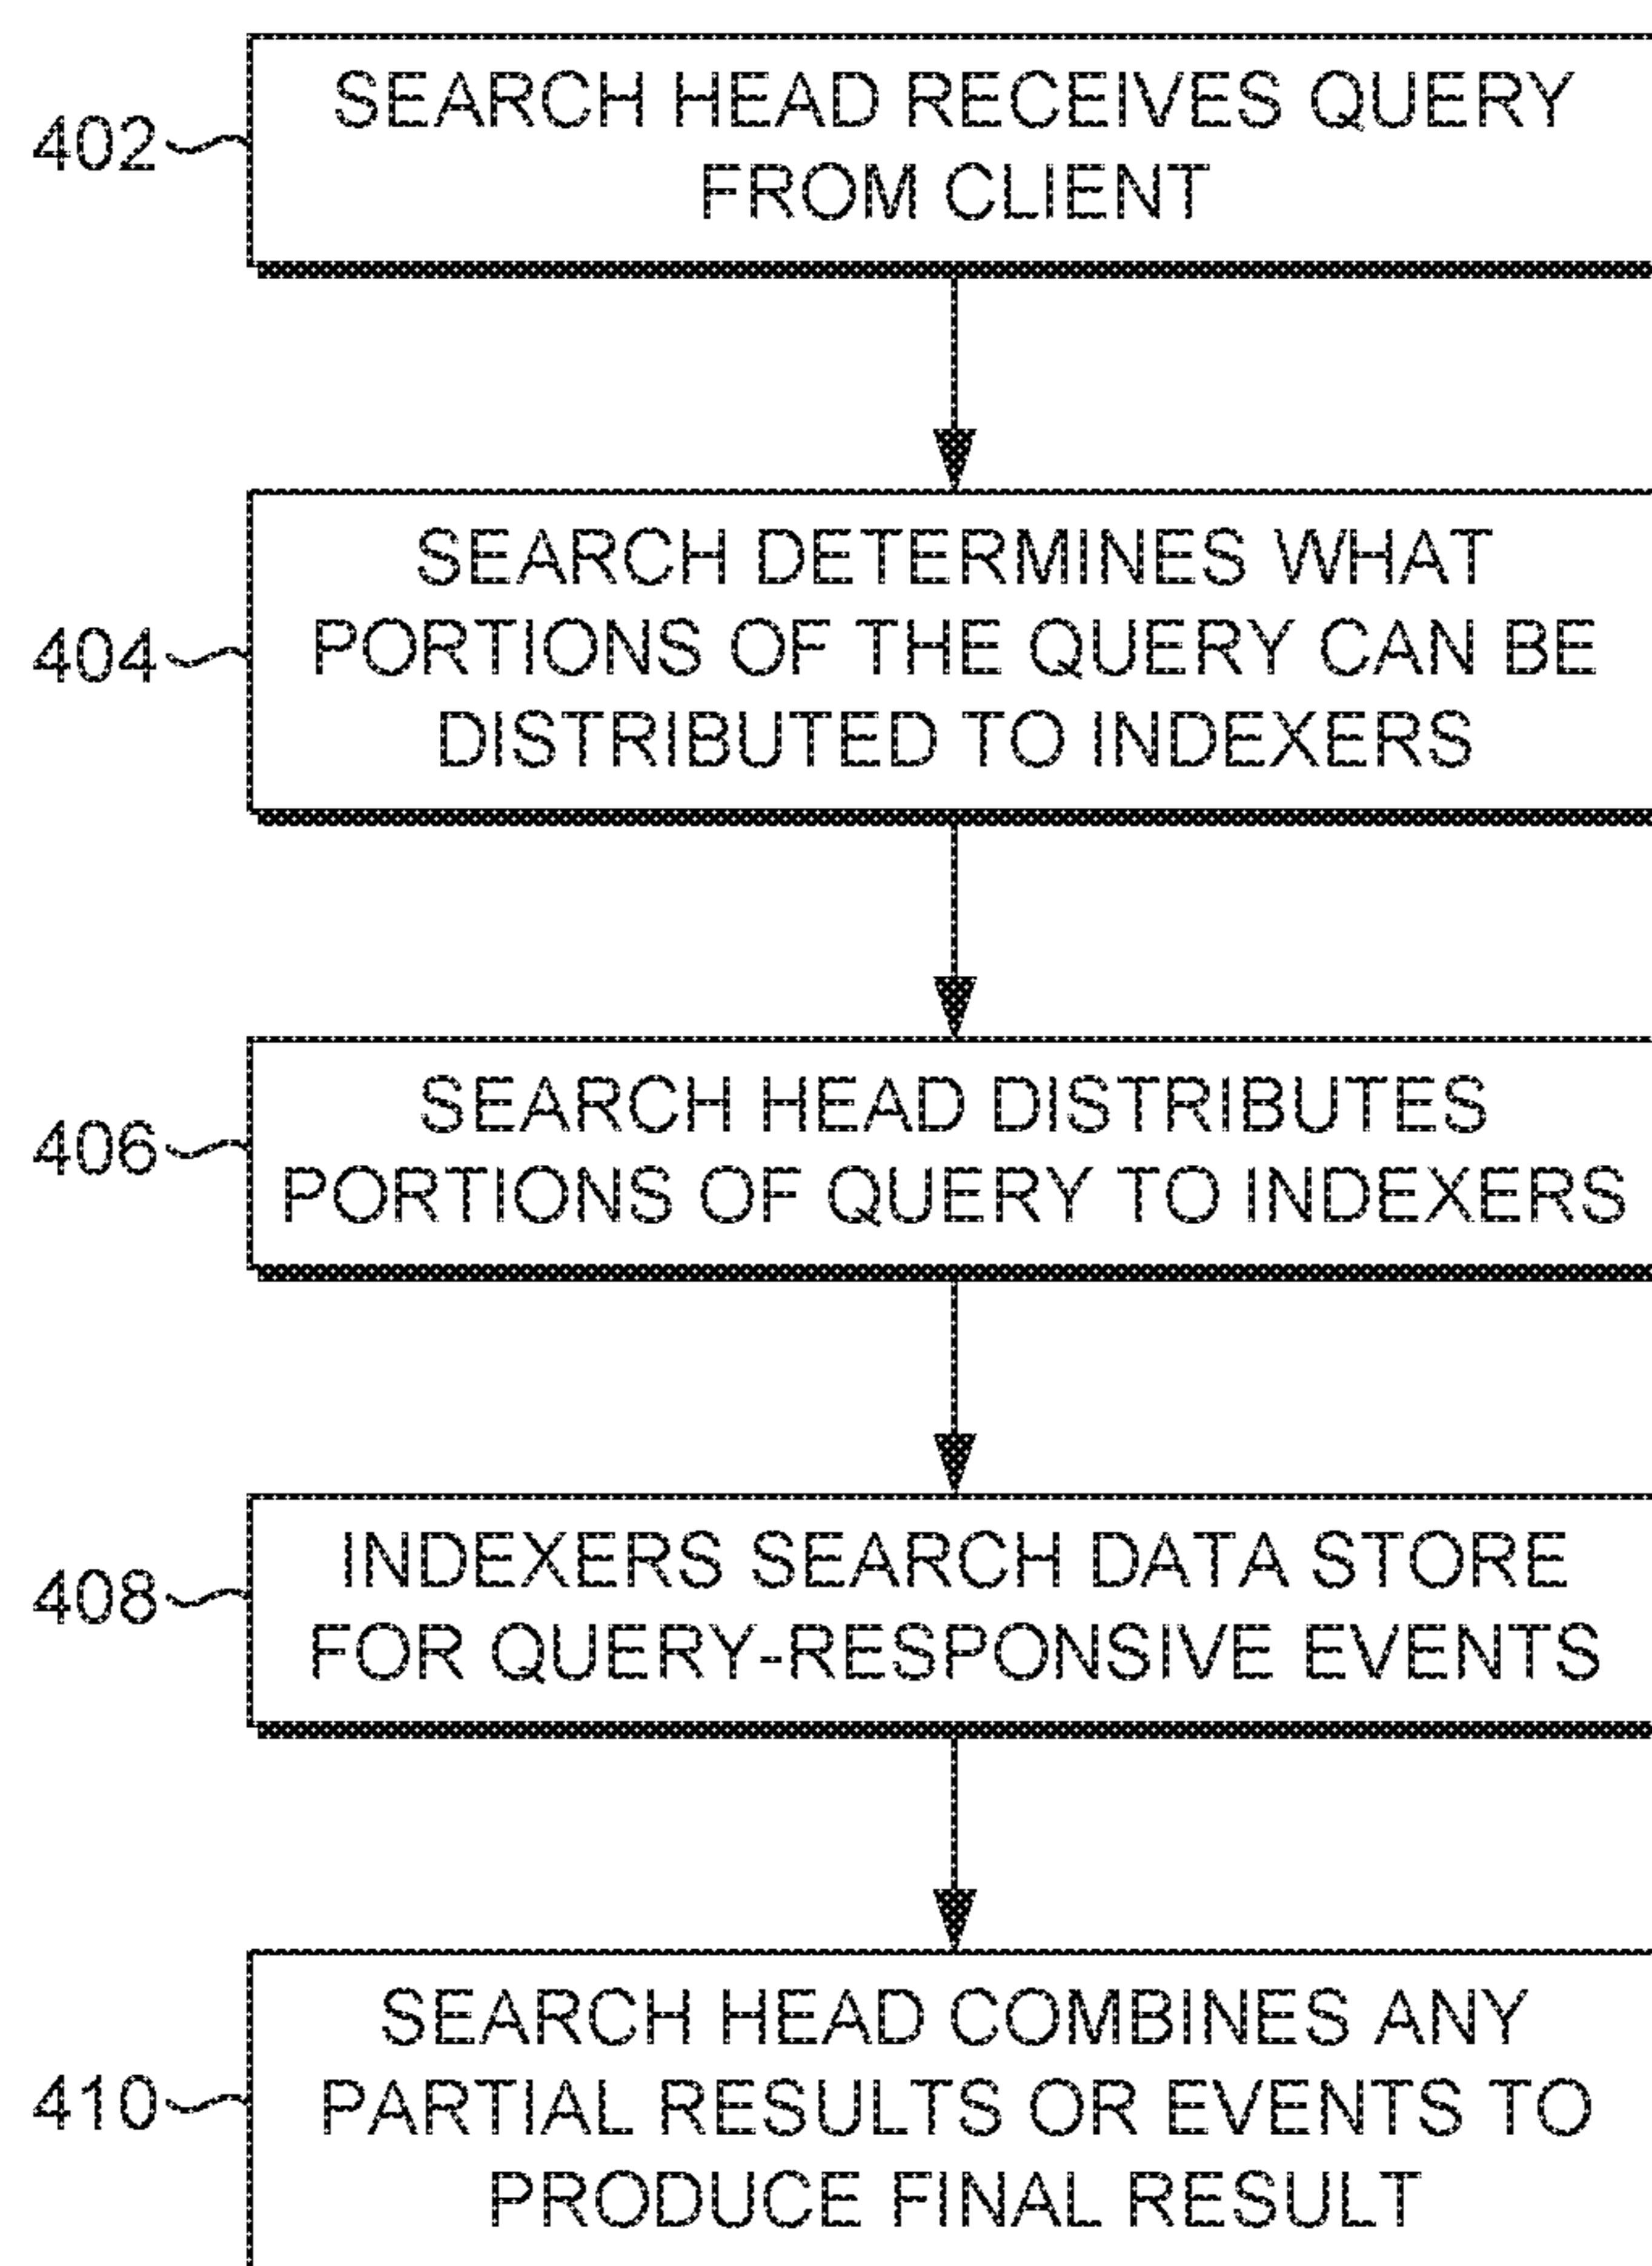 402
SEARCH HEAD RECEIVES QUERY
FROM CLIENT
404
SEARCH DETERMINES WHAT
PORTIONS OF THE QUERY CAN BE
DISTRIBUTED TO INDEXERS
406
SEARCH HEAD DISTRIBUTES
PORTIONS OF QUERY TO INDEXERS
408
INDEXERS SEARCH DATA STORE
FOR QUERY-RESPONSIVE EVENTS
410
SEARCH HEAD COMBINES ANY
PARTIAL RESULTS OR EVENTS TO
PRODUCE FINAL RESULT